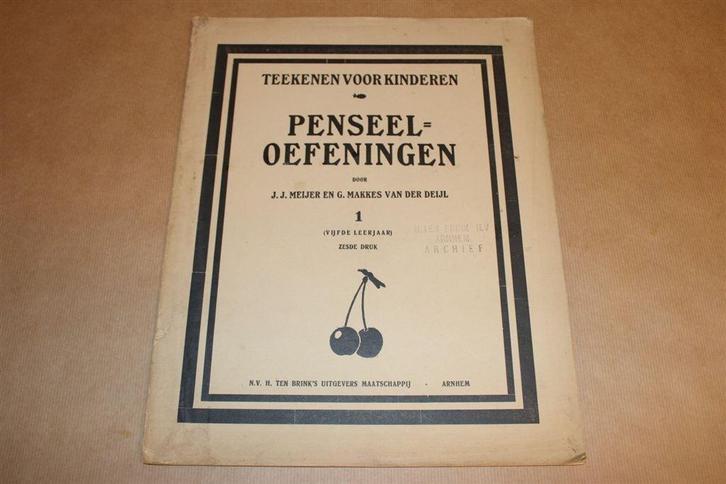 TEEKENEN VOOR KINDEREN
PENSEEL=
OEFENINGEN
DOOR
J. J. MEIJER EN G. MAKKES VAN DER DEIJL
1
(VIJFDE LEERJAAR)
ZESDE DRUK
ARNHEM
ARCHIEF
N.V. H. TEN BRINK'S UITGEVERS MAATSCHAPPIJ - ARNHEM